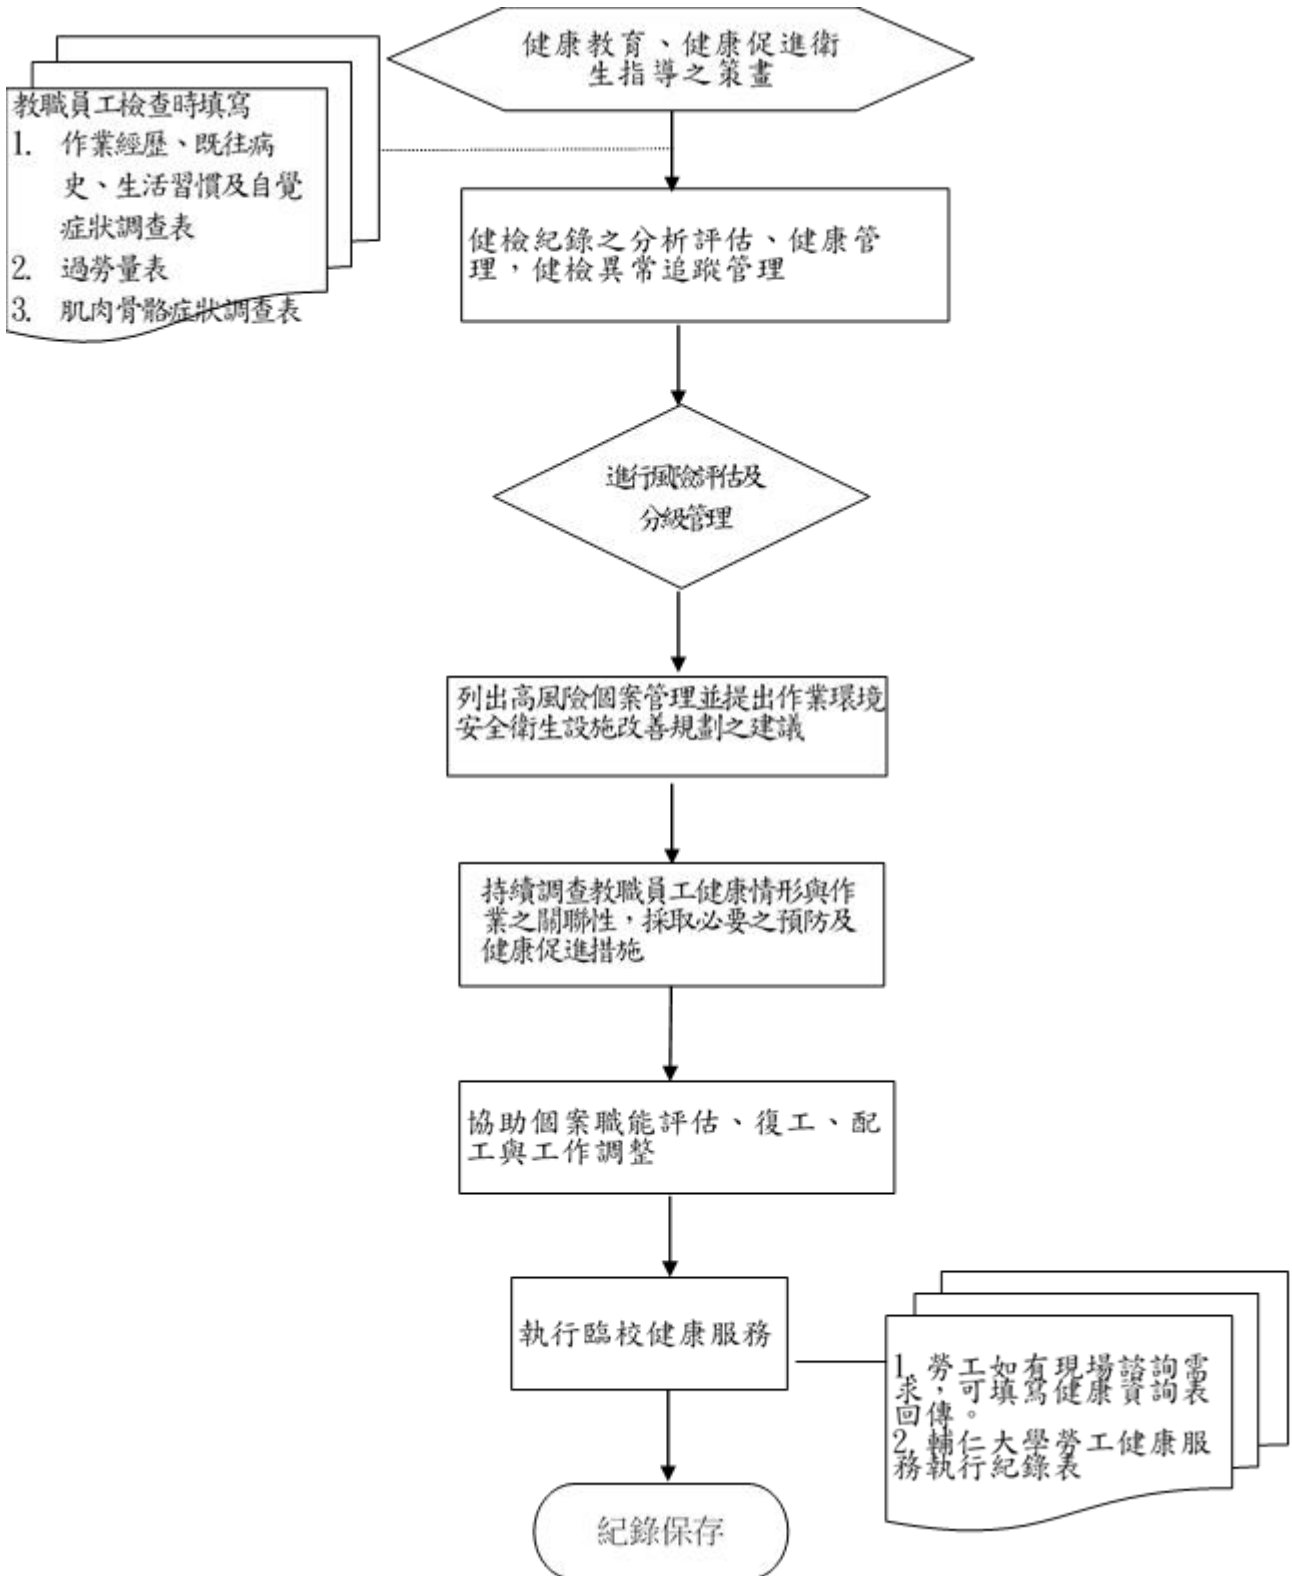 健康教育、健康促進衛
生指導之策畫
教職員工檢查時填寫
1. 作業經歷、既往病
史、生活習慣及自覺
症狀調查表
2. 過勞量表
3. 肌肉骨骼症狀調查表
健檢紀錄之分析評估、健康管
理，健檢異常追蹤管理
進行風險評估及
分級管理
列出高風險個案管理並提出作業環境
安全衛生設施改善規劃之建議
持續調查教職員工健康情形與作
業之關聯性，採取必要之預防及
健康促進措施
協助個案職能評估、復工、配
工與工作調整
執行臨校健康服務
1. 勞工如有現場諮詢需
求，可填寫健康資詢表
回傳。
2. 輔仁大學勞工健康服
務執行紀錄表
紀錄保存